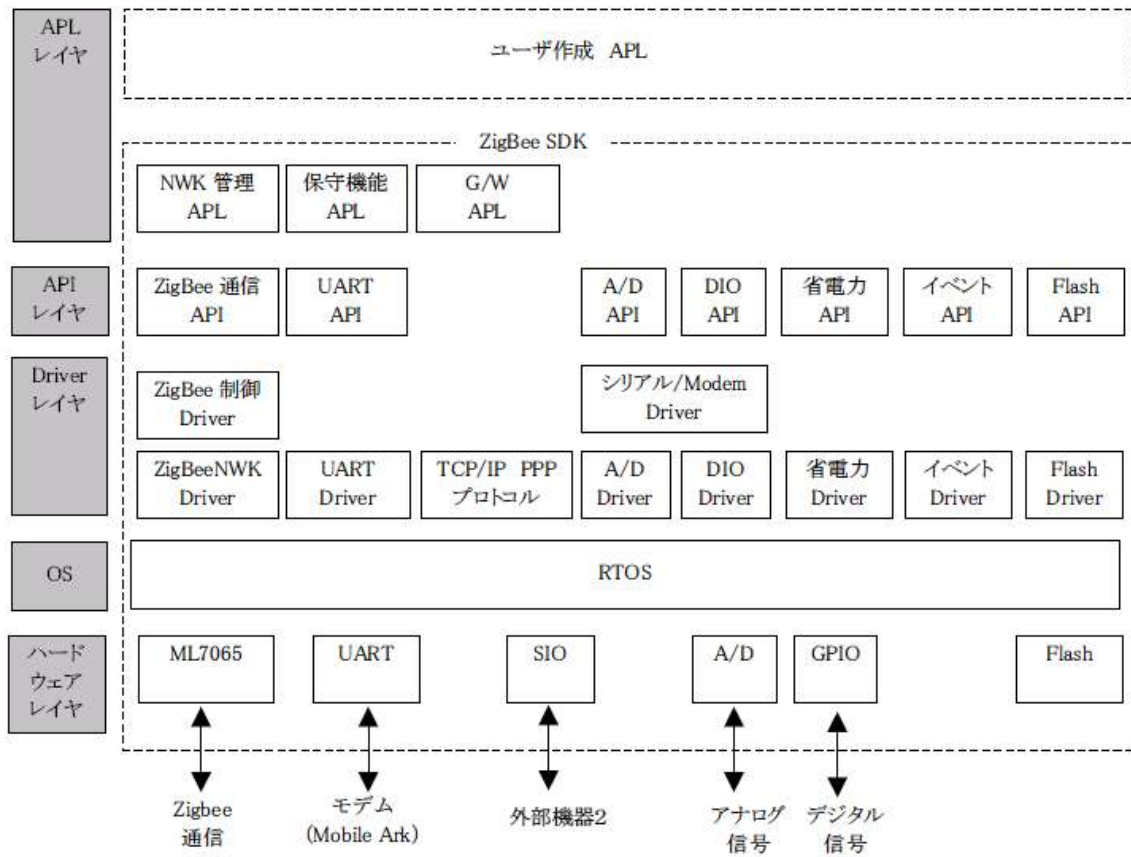 APL
レイヤ
ユーザ作成 APL
ZigBee SDK
NWK 管理
APL
保守機能
APL
G/W
APL
API
レイヤ
ZigBee 通信
API
UART
API
A/D
API
DIO
API
省電力
API
イベント
API
Flash
API
Driver
レイヤ
ZigBee 制御
Driver
シリアル/Modem
Driver
ZigBeeNWK
Driver
UART
Driver
TCP/IP PPP
プロトコル
A/D
Driver
DIO
Driver
省電力
Driver
イベント
Driver
Flash
Driver
OS
RTOS
ハード
ウェア
レイヤ
ML7065
UART
SIO
A/D
GPIO
Flash
Zigbee
通信
モデム
(Mobile Ark)
外部機器2
アナログ
信号
デジタル
信号